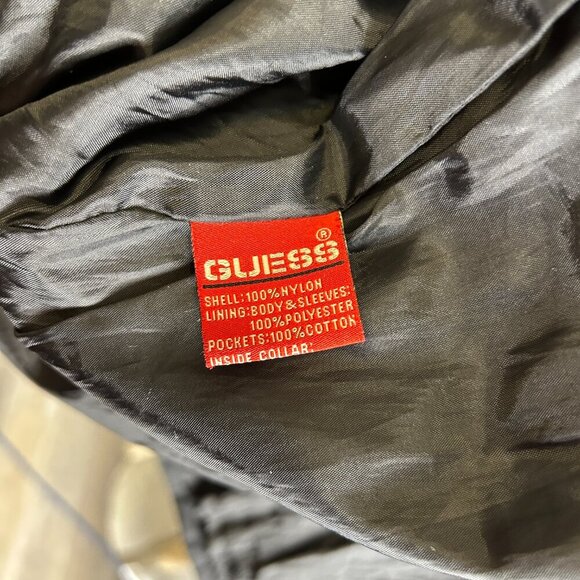 GUESS®
SHELL:100%NYLON
LINING:BODY&SLEEVES:
100%POLYESTER
POCKETS:100%COTTON
INSIDE COLLAR: